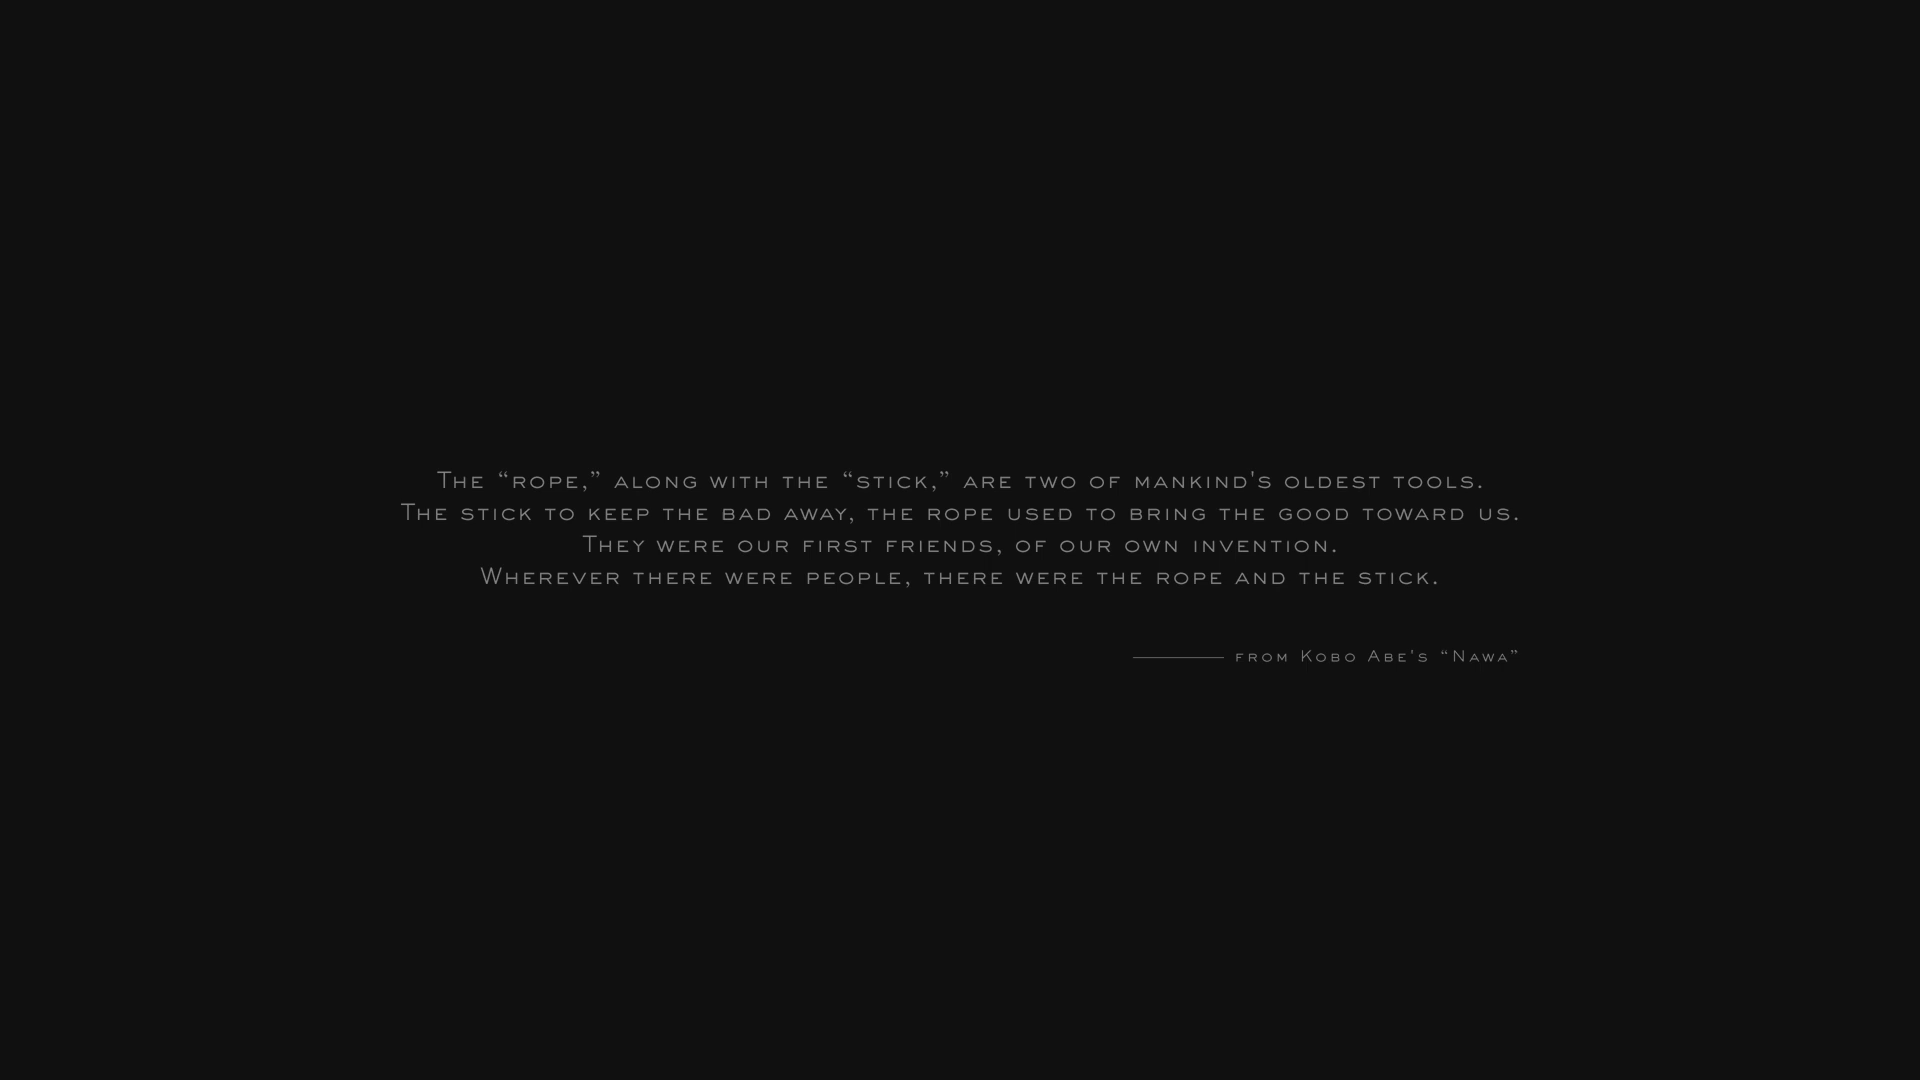 The “rope,” along with the “stick,” are two of mankind's oldest tools.
The stick to keep the bad away, the rope used to bring the good toward us.
They were our first friends, of our own invention.
Wherever there were people, there were the rope and the stick.
from Kobo Abe's “Nawa”